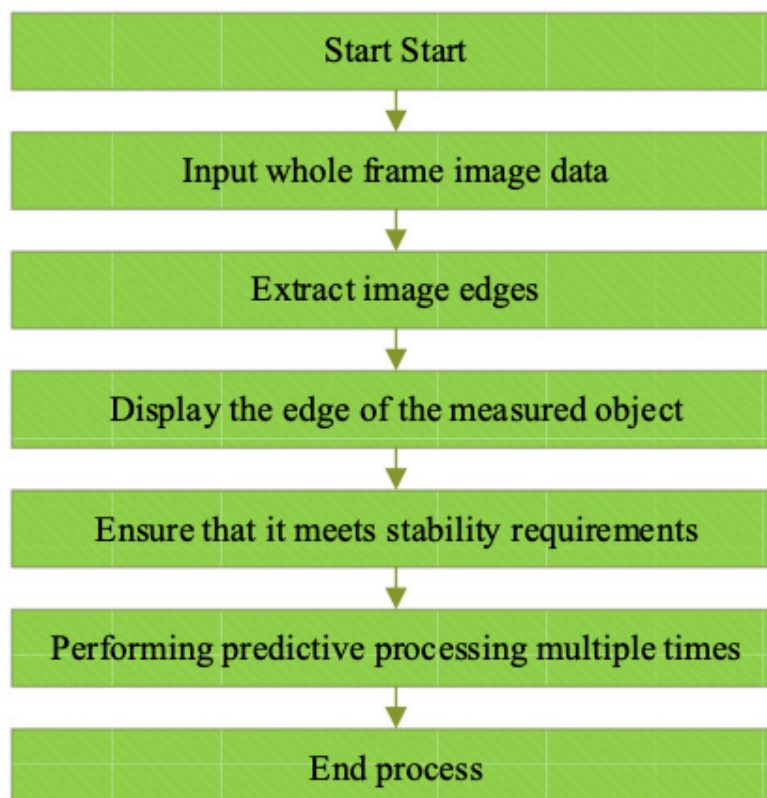 Start Start
Input whole frame image data
Extract image edges
Display the edge of the measured object
Ensure that it meets stability requirements
Performing predictive processing multiple times
End process